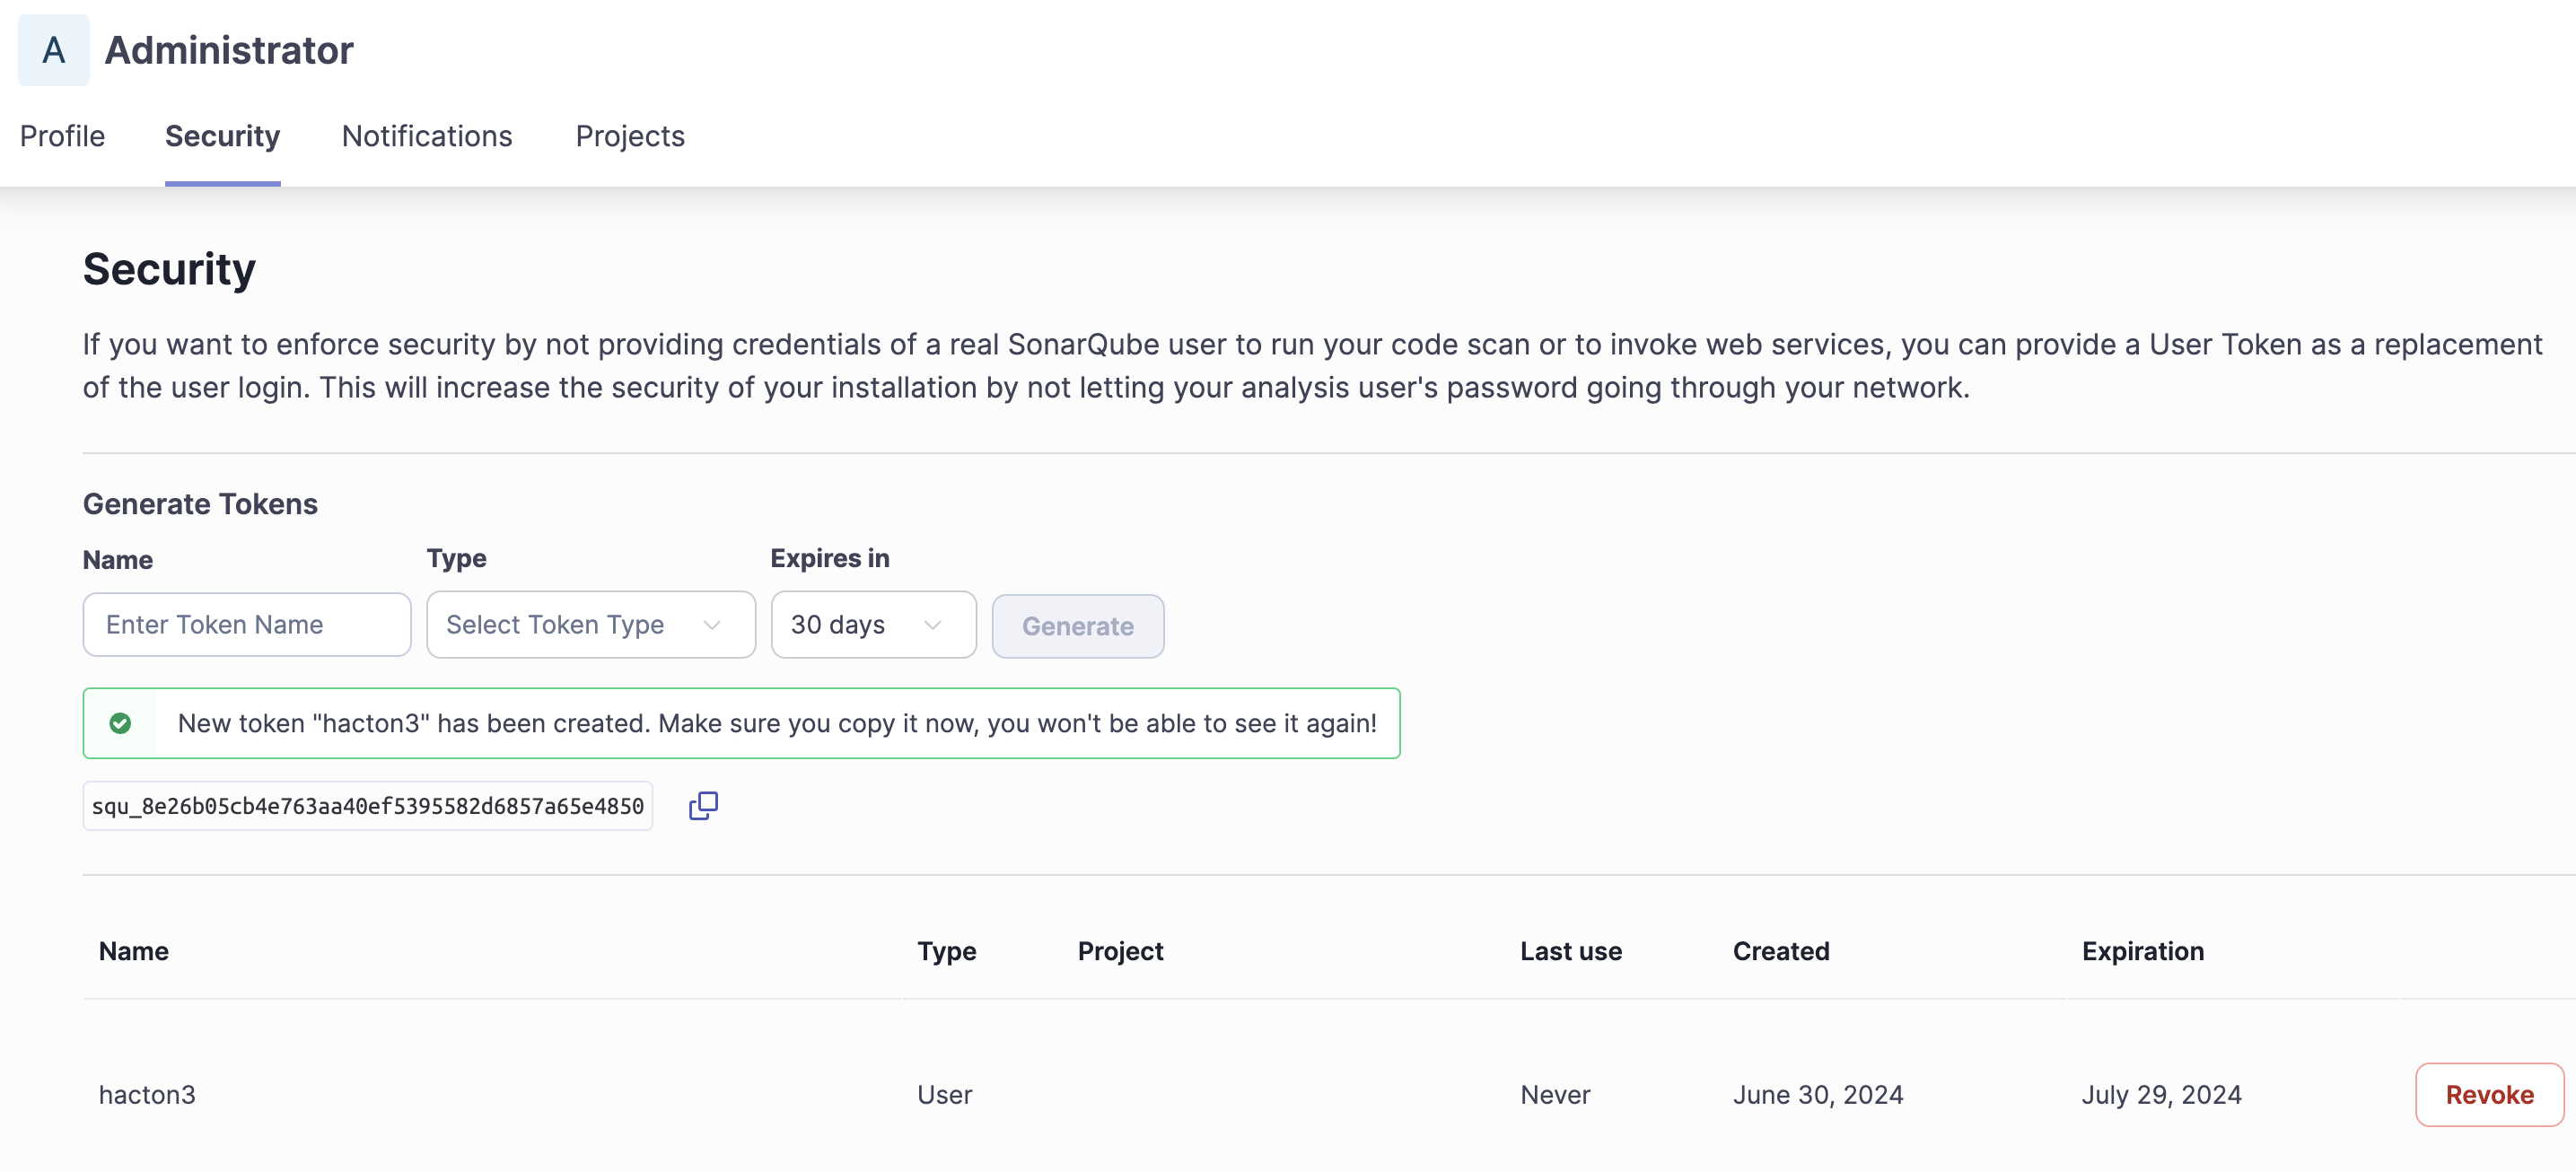 A Administrator
Profile Security Notifications Projects
Security
If you want to enforce security by not providing credentials of a real SonarQube user to run your code scan or to invoke web services, you can provide a User Token as a replacement
of the user login. This will increase the security of your installation by not letting your analysis user's password going through your network.
Generate Tokens
Name Type Expires in
Enter Token Name Select Token Type 30 days Generate
New token "hacton3" has been created. Make sure you copy it now, you won't be able to see it again!
squ_8e26b05cb4e763aa40ef5395582d6857a65e4850
Name Type Project Last use Created Expiration
hacton3 User Never June 30, 2024 July 29, 2024 Revoke